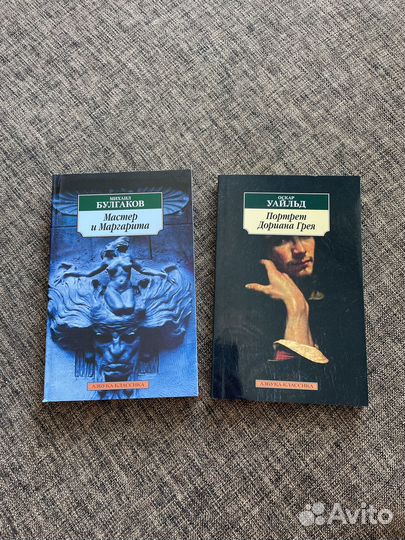 МИХАИЛ
БУЛГАКОВ
Мастер
и Маргарита
АЗБУКА-КЛАССИКА
ОСКАР
УАЙЛЬД
Портрет
Дориана Грея
АЗБУКА-КЛАССИКА
Avito